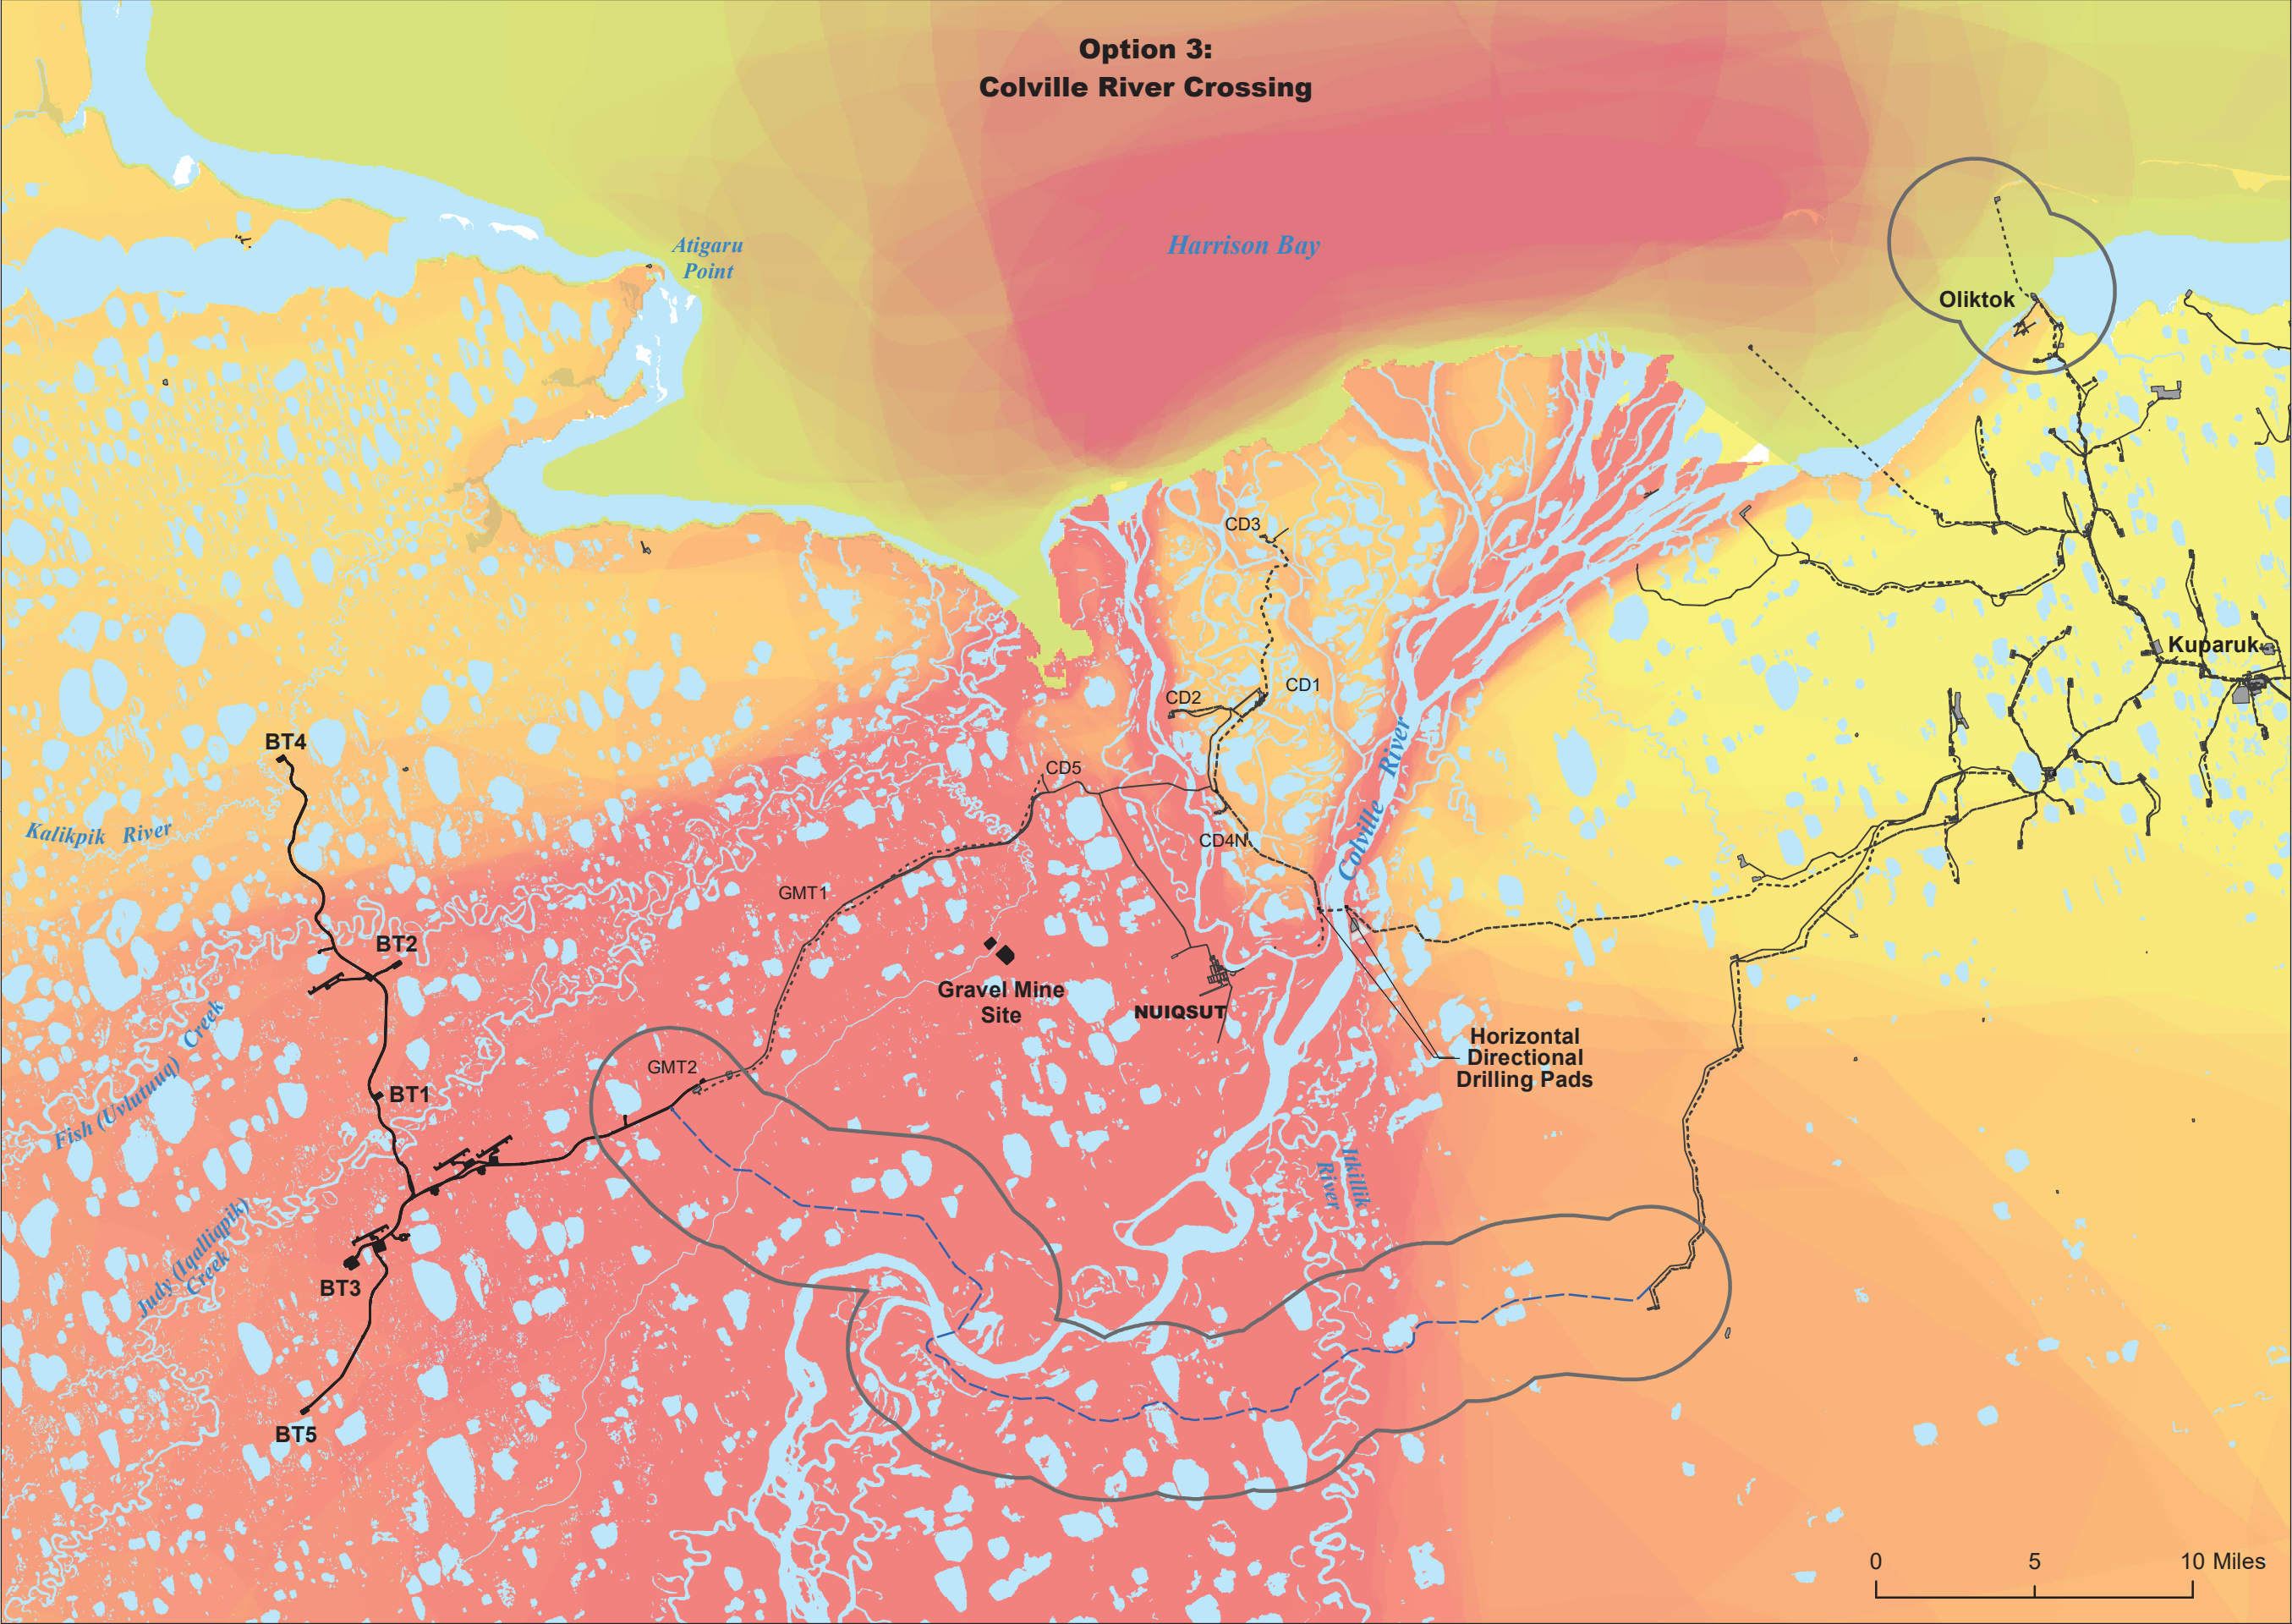 Option 3:
Colville River Crossing
Atigaru
Point
Harrison Bay
Oliktok
CD3
Kuparuk
CD1
CD2
BT4
CD5
Colville River
Kalikpik River
CD4N
GMT1
BT2
Gravel Mine
Site
NUIQSUT
Horizontal
Directional
Drilling Pads
Fish (Uvlutuuq) Creek
GMT2
BT1
Itkillik
River
Judy (Iqalliqpik)
Creek
BT3
BT5
0 5 10 Miles